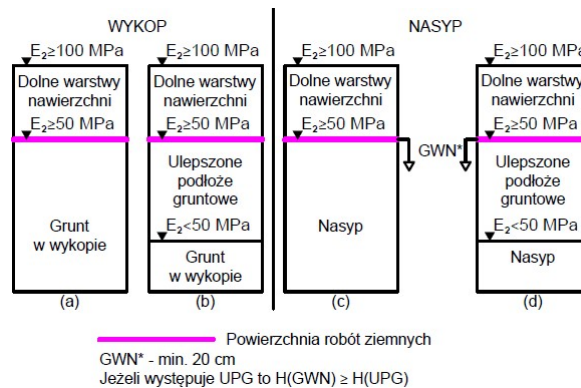 WYKOP
NASYP
E₂≥100 MPa
Dolne warstwy
nawierzchni
E₂≥50 MPa
Grunt
w wykopie
(a)
E₂≥100 MPa
Dolne warstwy
nawierzchni
E₂≥50 MPa
Ulepszone
podłoże
gruntowe
E₂<50 MPa
Grunt
w wykopie
(b)
E₂≥100 MPa
Dolne warstwy
nawierzchni
E₂≥50 MPa
Nasyp
(c)
GWN*
E₂≥100 MPa
Dolne warstwy
nawierzchni
E₂≥50 MPa
Ulepszone
podłoże
gruntowe
E₂<50 MPa
Nasyp
(d)
Powierzchnia robót ziemnych
GWN* - min. 20 cm
Jeżeli występuje UPG to H(GWN) ≥ H(UPG)